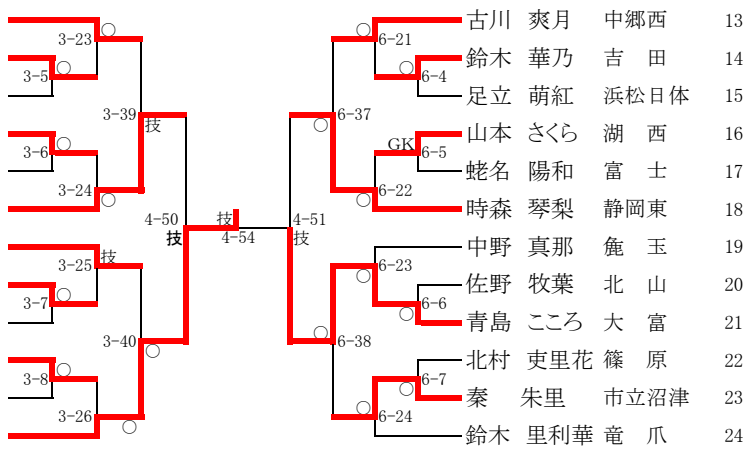 古川 爽月 中郷西 13
○ ○
3-23 6-21
鈴木 華乃 吉 田 14
○ ○
3-5 6-4
足立 萌紅 浜松日体 15
3-39 6-37
技 ○
山本 さくら 湖 西 16
○ GK
3-6 6-5
蛯名 陽和 富 士 17
3-24 6-22
○ ○
時森 琴梨 静岡東 18
4-50 技 4-51
技 4-54 技
中野 真那 麁 玉 19
技
3-25 6-23
○
佐野 牧葉 北 山 20
○
3-7 6-6
○
青島 こころ 大 富 21
○
3-40 6-38
○
北村 吏里花 篠 原 22
○
3-8 6-7
○
秦 朱里 市立沼津 23
3-26 6-24
○ ○
鈴木 里利華 竜 爪 24